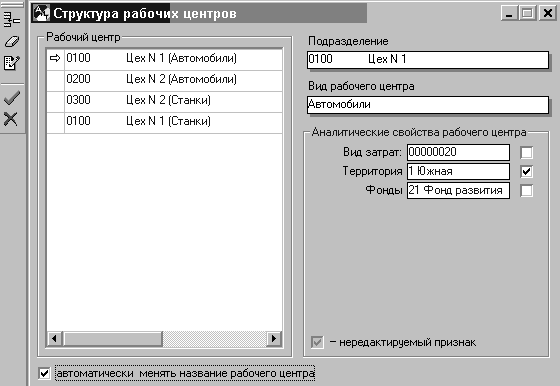 Структура рабочих центров
Рабочий центр
0100 Цех N 1 (Автомобили)
0200 Цех N 2 (Автомобили)
0300 Цех N 2 (Станки)
0100 Цех N 1 (Станки)
Подразделение
0100 Цех N 1
Вид рабочего центра
Автомобили
Аналитические свойства рабочего центра
Вид затрат: 00000020
Территория 1 Южная
Фонды 21 Фонд развития
– нередактируемый признак
автоматически менять название рабочего центра